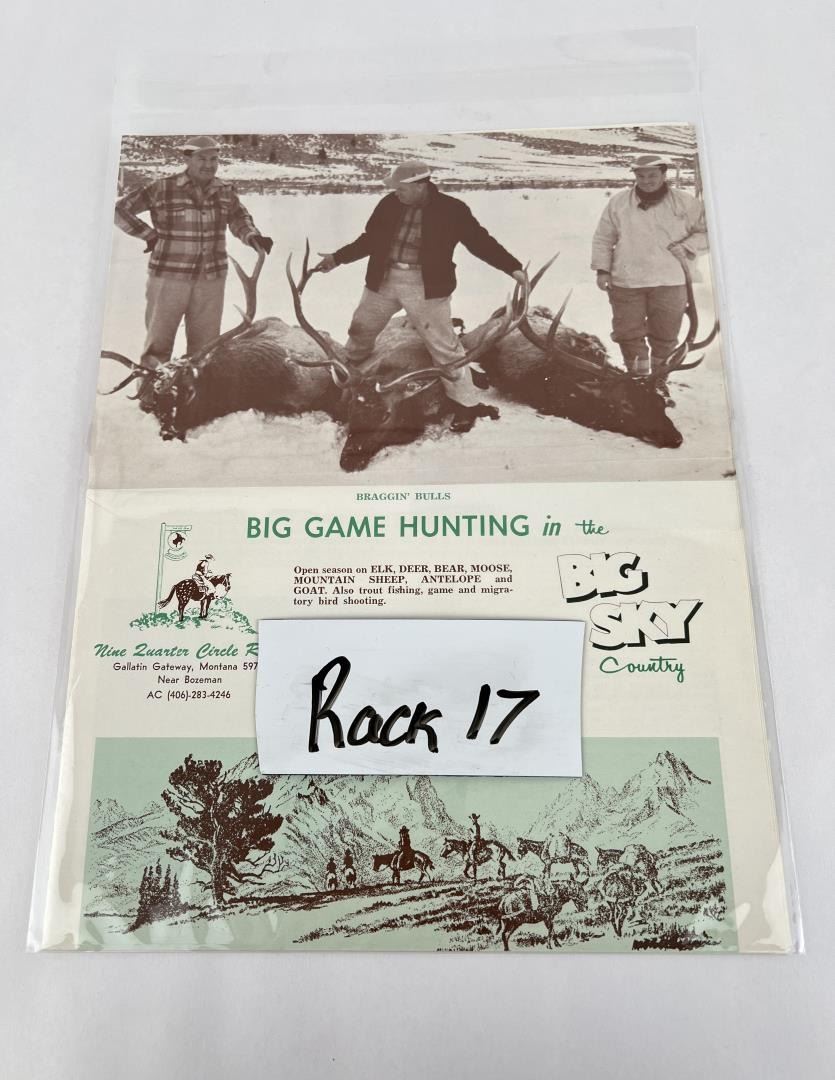 BRAGGIN' BULLS
BIG GAME HUNTING in the
BIG
SKY
Country
Open season on ELK, DEER, BEAR, MOOSE,
MOUNTAIN SHEEP, ANTELOPE and
GOAT. Also trout fishing, game and migra-
tory bird shooting.
Nine Quarter Circle R
Gallatin Gateway, Montana 597
Near Bozeman
AC (406)-283-4246
Rack 17